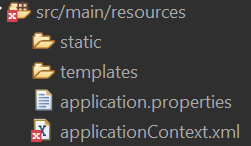 src/main/resources
static
templates
application.properties
applicationContext.xml